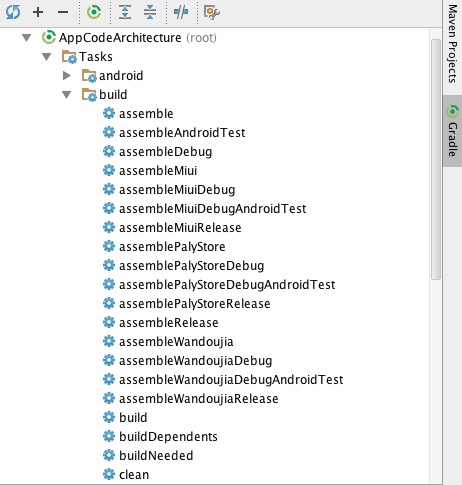 AppCodeArchitecture (root)
Tasks
android
build
assemble
assembleAndroidTest
assembleDebug
assembleMiui
assembleMiuiDebug
assembleMiuiDebugAndroidTest
assembleMiuiRelease
assemblePalyStore
assemblePalyStoreDebug
assemblePalyStoreDebugAndroidTest
assemblePalyStoreRelease
assembleRelease
assembleWandoujia
assembleWandoujiaDebug
assembleWandoujiaDebugAndroidTest
assembleWandoujiaRelease
build
buildDependents
buildNeeded
clean
Maven Projects
Gradle